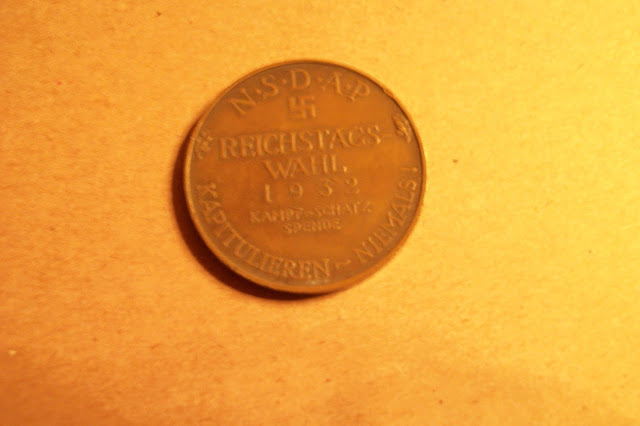 N·S·D·A·P
REICHSTAGS-
WAHL
1932
KAMPF-SCHATZ
SPENDE
KAPITULIEREN ~ NIEMALS!